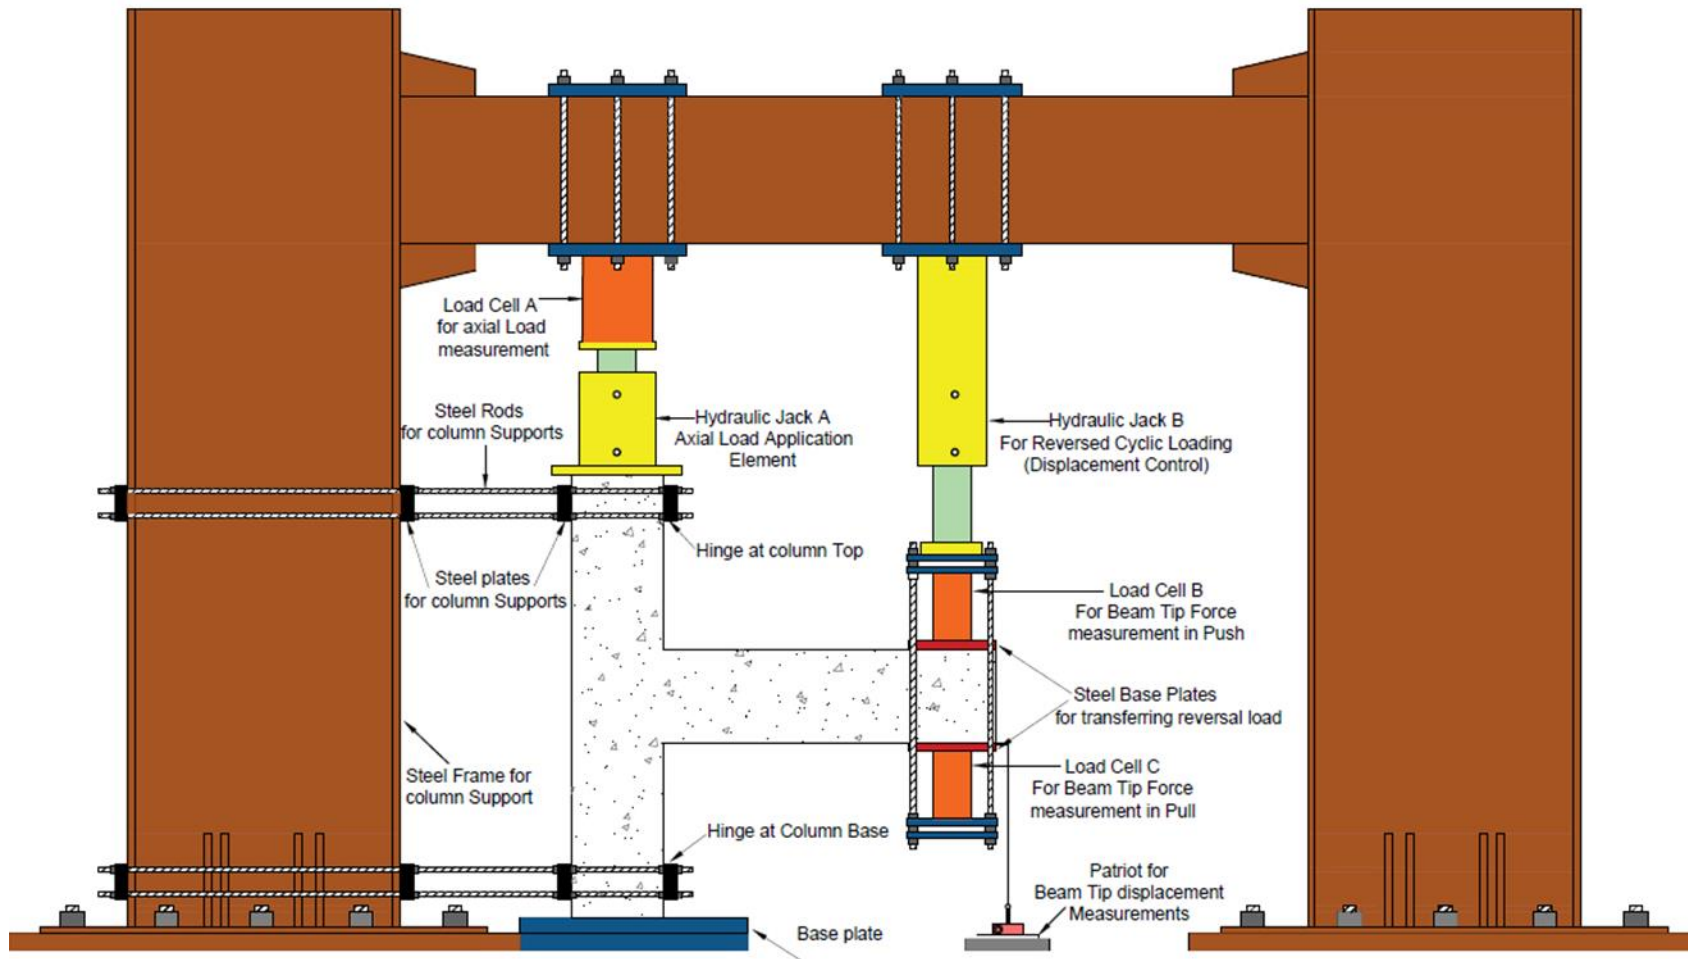 Load Cell A
for axial Load
measurement
Steel Rods
for column Supports
Hydraulic Jack A
Axial Load Application
Element
Hydraulic Jack B
For Reversed Cyclic Loading
(Displacement Control)
Hinge at column Top
Steel plates
for column Supports
Load Cell B
For Beam Tip Force
measurement in Push
Steel Base Plates
for transferring reversal load
Steel Frame for
column Support
Load Cell C
For Beam Tip Force
measurement in Pull
Hinge at Column Base
Patriot for
Beam Tip displacement
Measurements
Base plate